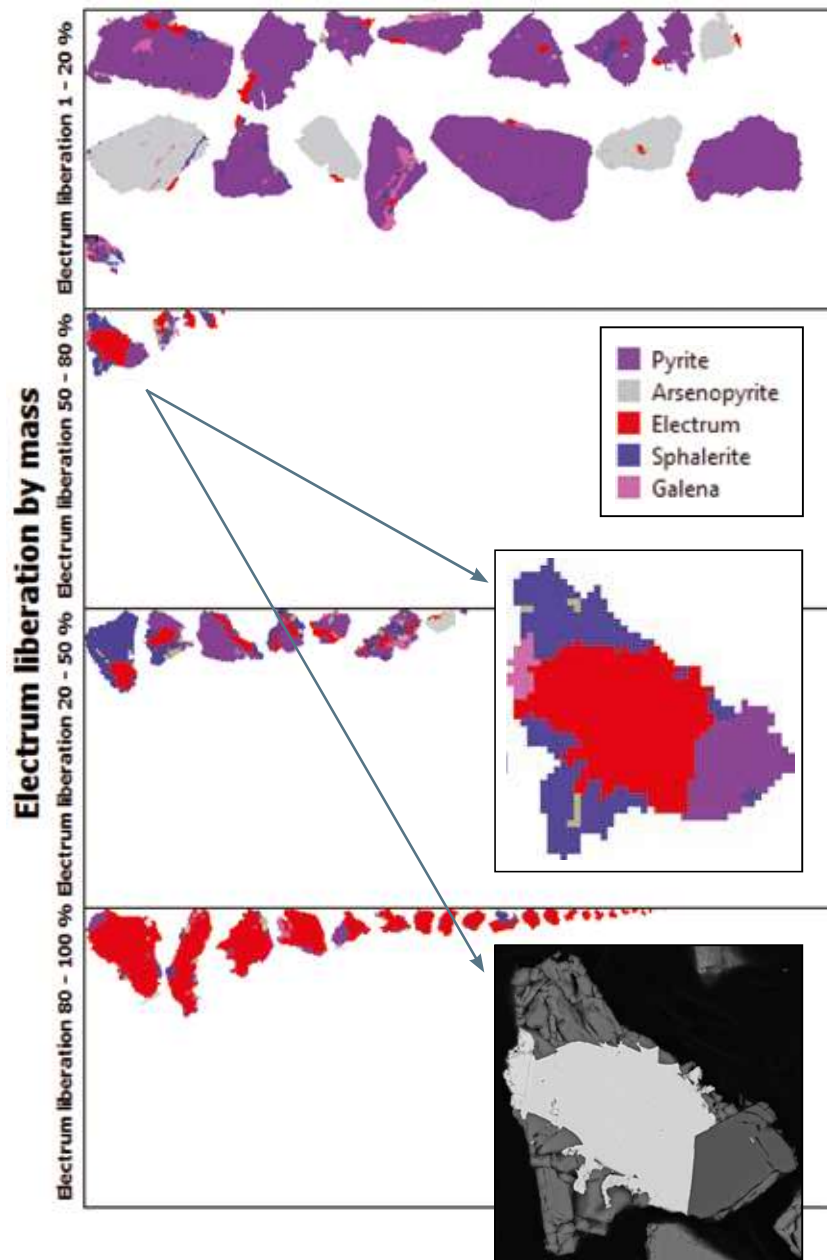 Electrum liberation by mass
Electrum liberation 1 – 20 %
Electrum liberation 50 – 80 %
Electrum liberation 20 – 50 %
Electrum liberation 80 – 100 %
Pyrite
Arsenopyrite
Electrum
Sphalerite
Galena